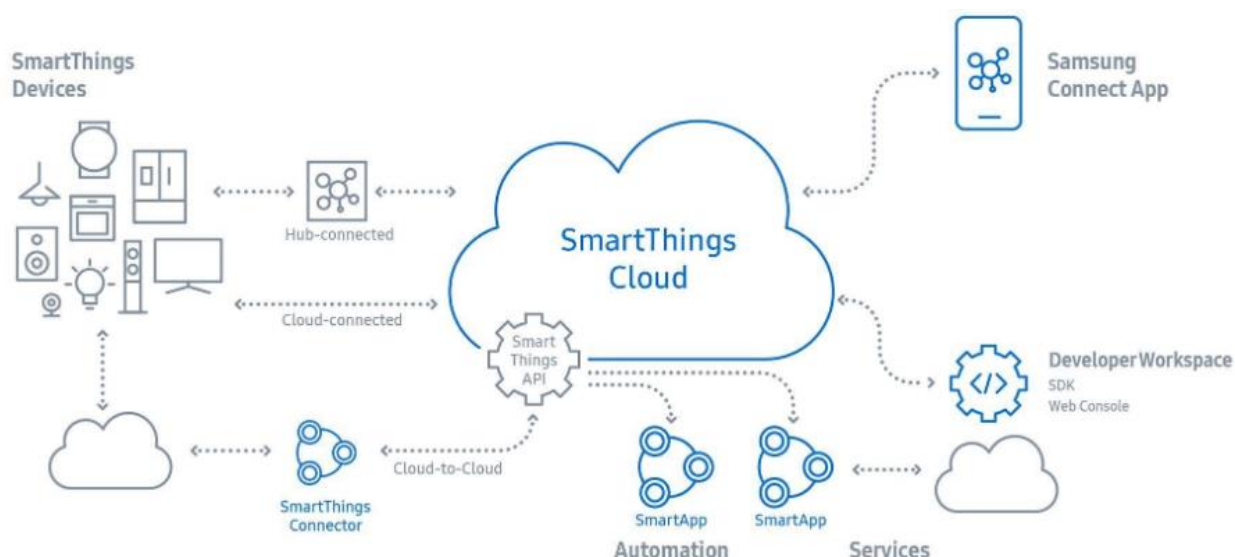 SmartThings
Devices
Samsung
Connect App
Hub-connected
SmartThings
Cloud
Cloud-connected
Smart
Things
API
Developer Workspace
SDK
Web Console
Cloud-to-Cloud
SmartThings
Connector
SmartApp
SmartApp
Automation
Services